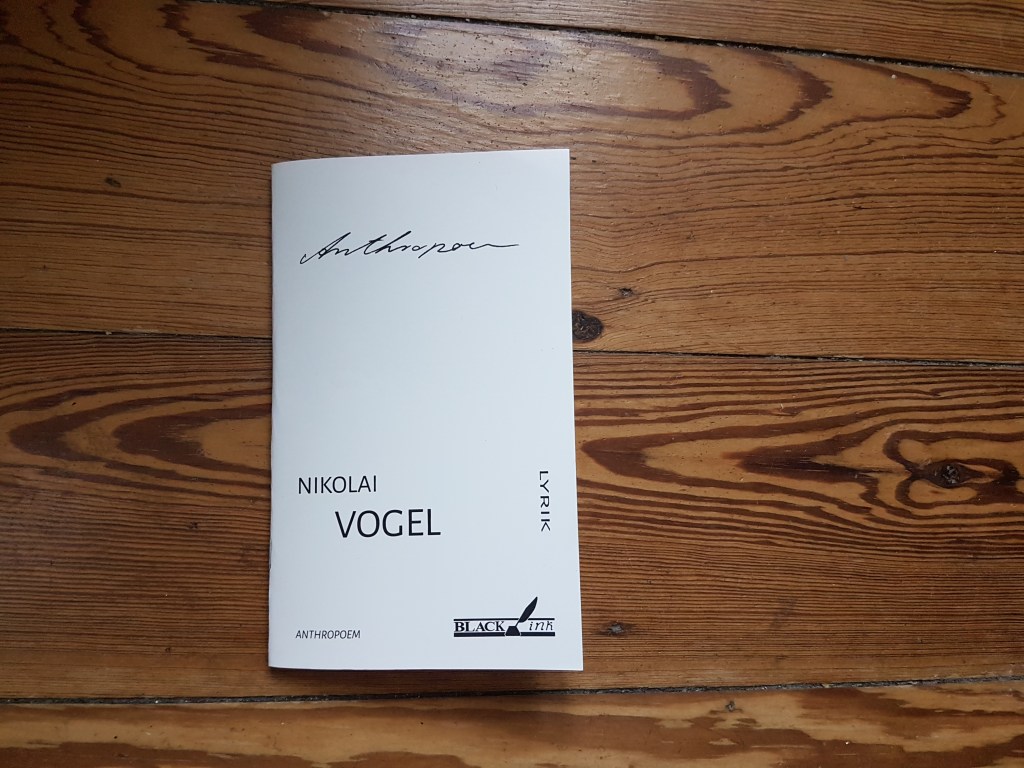 Anthropoem
NIKOLAI
VOGEL
LYRIK
ANTHROPOEM
BLACK ink